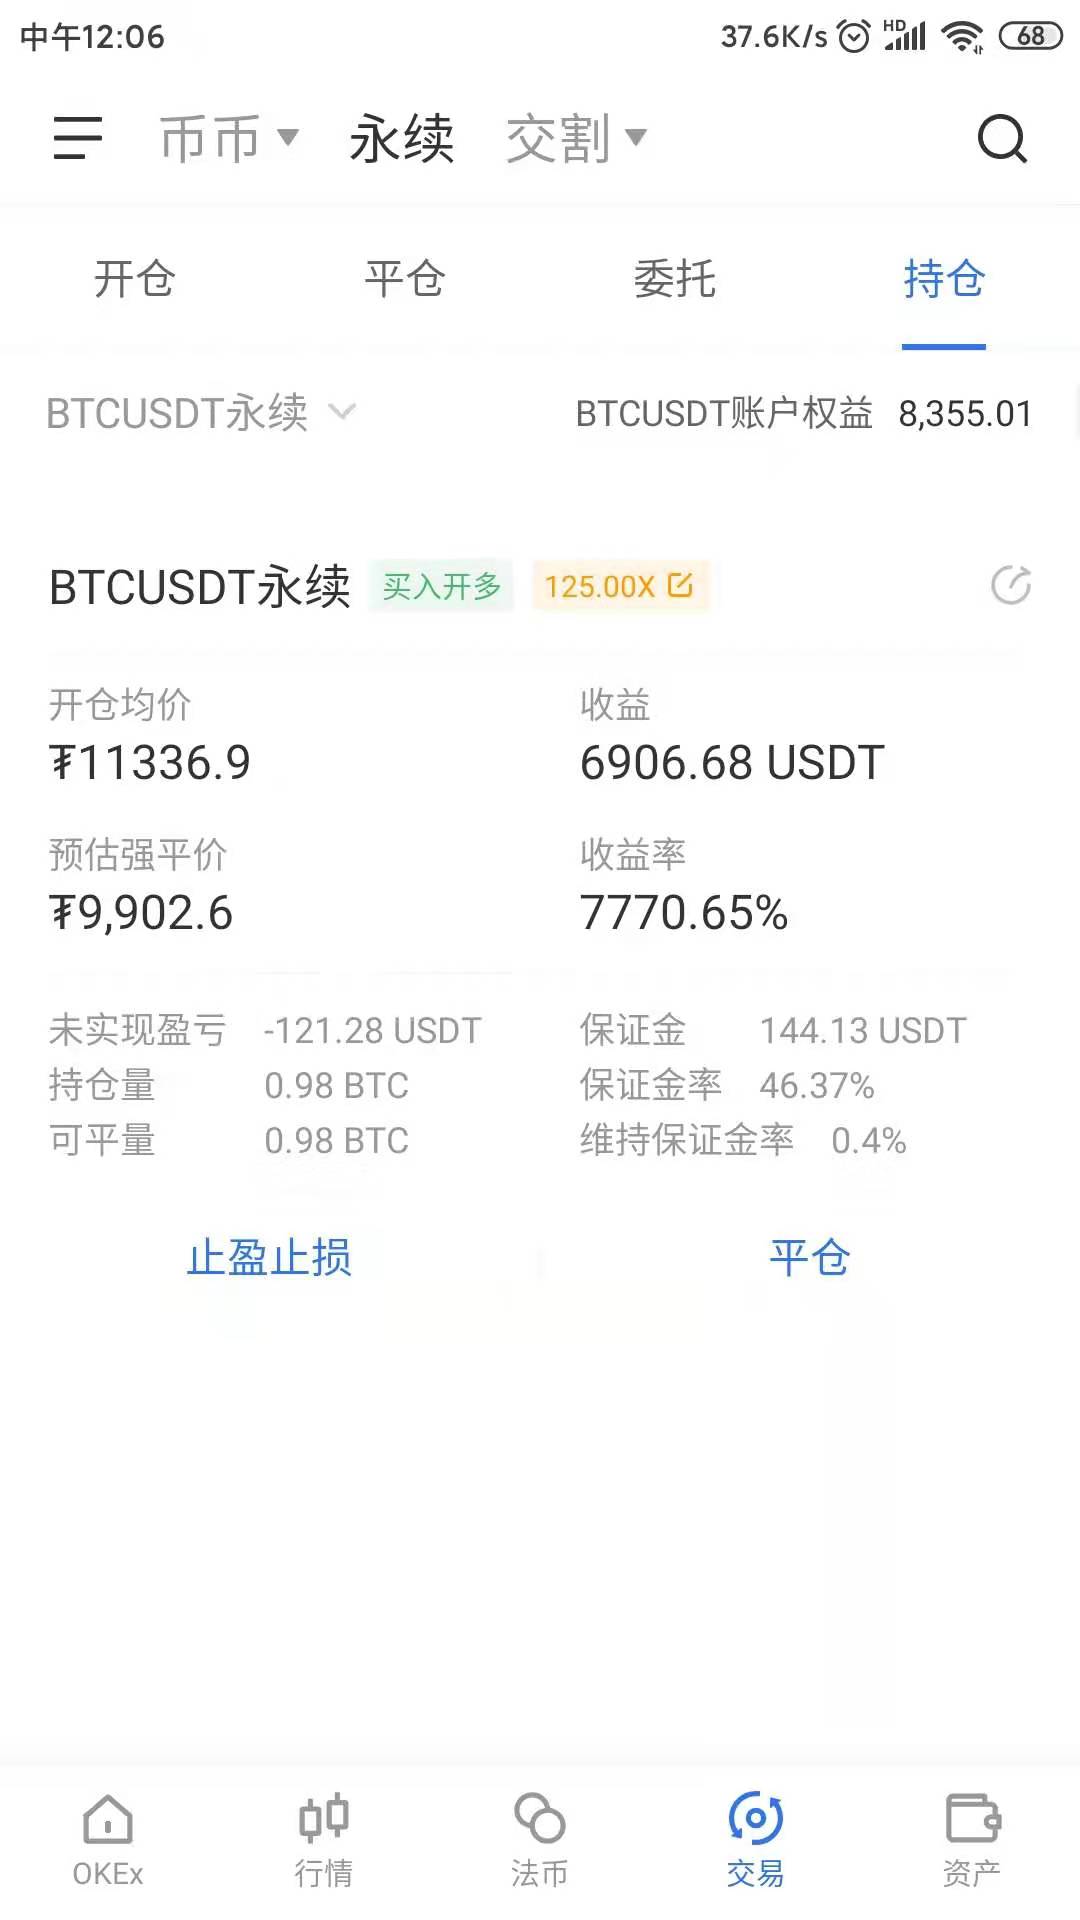 中午12:06 37.6K/s HD 68
币币 永续 交割
开仓 平仓 委托 持仓
BTCUSDT永续 BTCUSDT账户权益 8,355.01
BTCUSDT永续 买入开多 125.00X
开仓均价 收益
₮11336.9 6906.68 USDT
预估强平价 收益率
₮9,902.6 7770.65%
未实现盈亏 -121.28 USDT 保证金 144.13 USDT
持仓量 0.98 BTC 保证金率 46.37%
可平量 0.98 BTC 维持保证金率 0.4%
止盈止损 平仓
OKEx 行情 法币 交易 资产